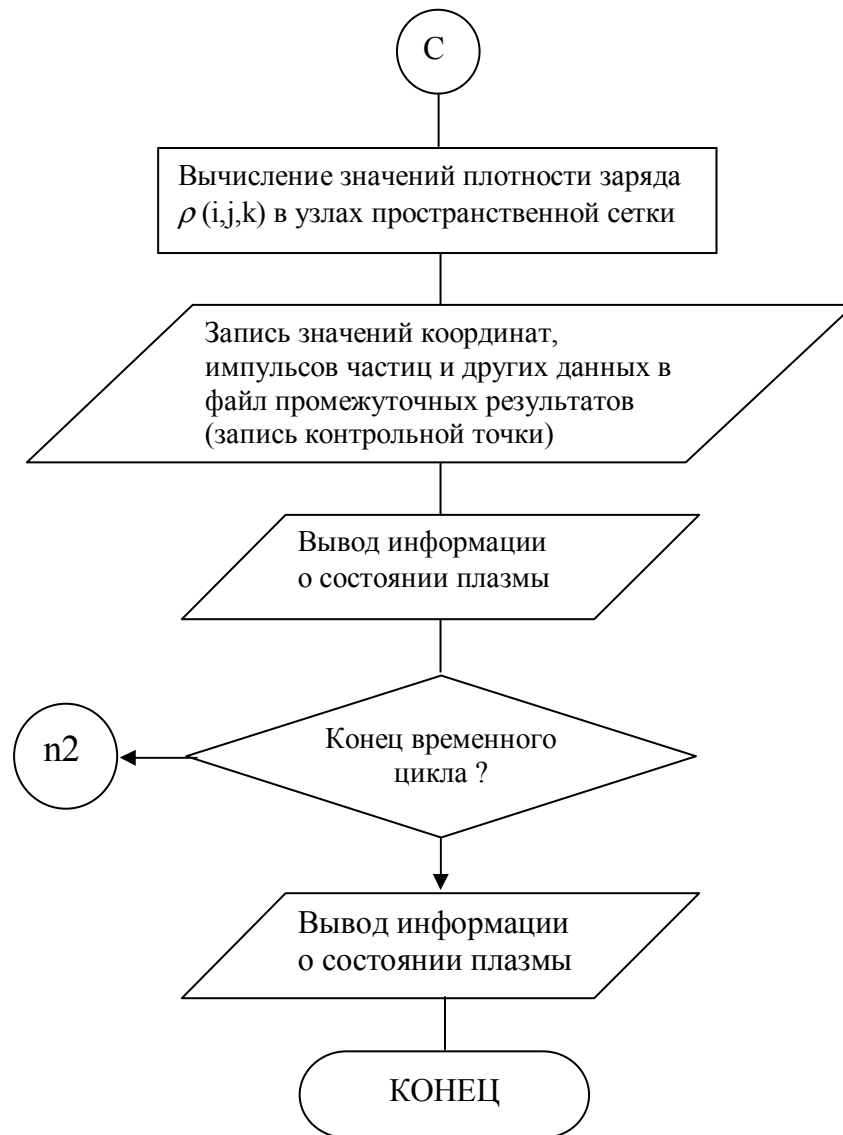 С
Вычисление значений плотности заряда
ρ (i,j,k) в узлах пространственной сетки
Запись значений координат,
импульсов частиц и других данных в
файл промежуточных результатов
(запись контрольной точки)
Вывод информации
о состоянии плазмы
n2
Конец временного
цикла ?
Вывод информации
о состоянии плазмы
КОНЕЦ